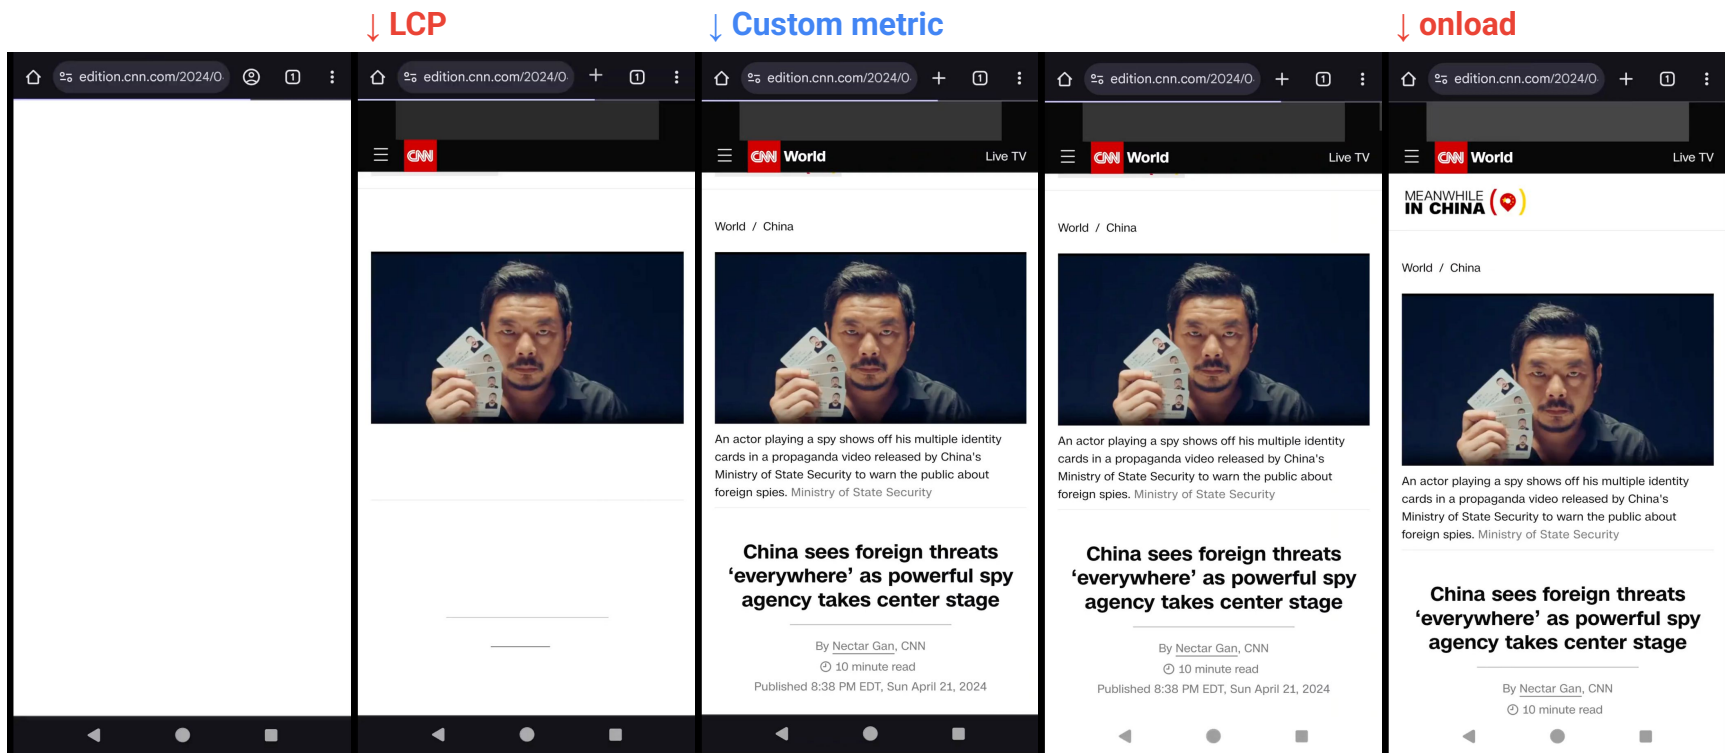 ↓ LCP
↓ Custom metric
↓ onload
edition.cnn.com/2024/0
1
edition.cnn.com/2024/0
1
CNN
edition.cnn.com/2024/0
1
CNN World
Live TV
World / China
An actor playing a spy shows off his multiple identity
cards in a propaganda video released by China's
Ministry of State Security to warn the public about
foreign spies. Ministry of State Security
China sees foreign threats
‘everywhere’ as powerful spy
agency takes center stage
By Nectar Gan, CNN
10 minute read
Published 8:38 PM EDT, Sun April 21, 2024
edition.cnn.com/2024/0
1
CNN World
Live TV
World / China
An actor playing a spy shows off his multiple identity
cards in a propaganda video released by China's
Ministry of State Security to warn the public about
foreign spies. Ministry of State Security
China sees foreign threats
‘everywhere’ as powerful spy
agency takes center stage
By Nectar Gan, CNN
10 minute read
Published 8:38 PM EDT, Sun April 21, 2024
edition.cnn.com/2024/0
1
CNN World
Live TV
MEANWHILE
IN CHINA
World / China
An actor playing a spy shows off his multiple identity
cards in a propaganda video released by China's
Ministry of State Security to warn the public about
foreign spies. Ministry of State Security
China sees foreign threats
‘everywhere’ as powerful spy
agency takes center stage
By Nectar Gan, CNN
10 minute read